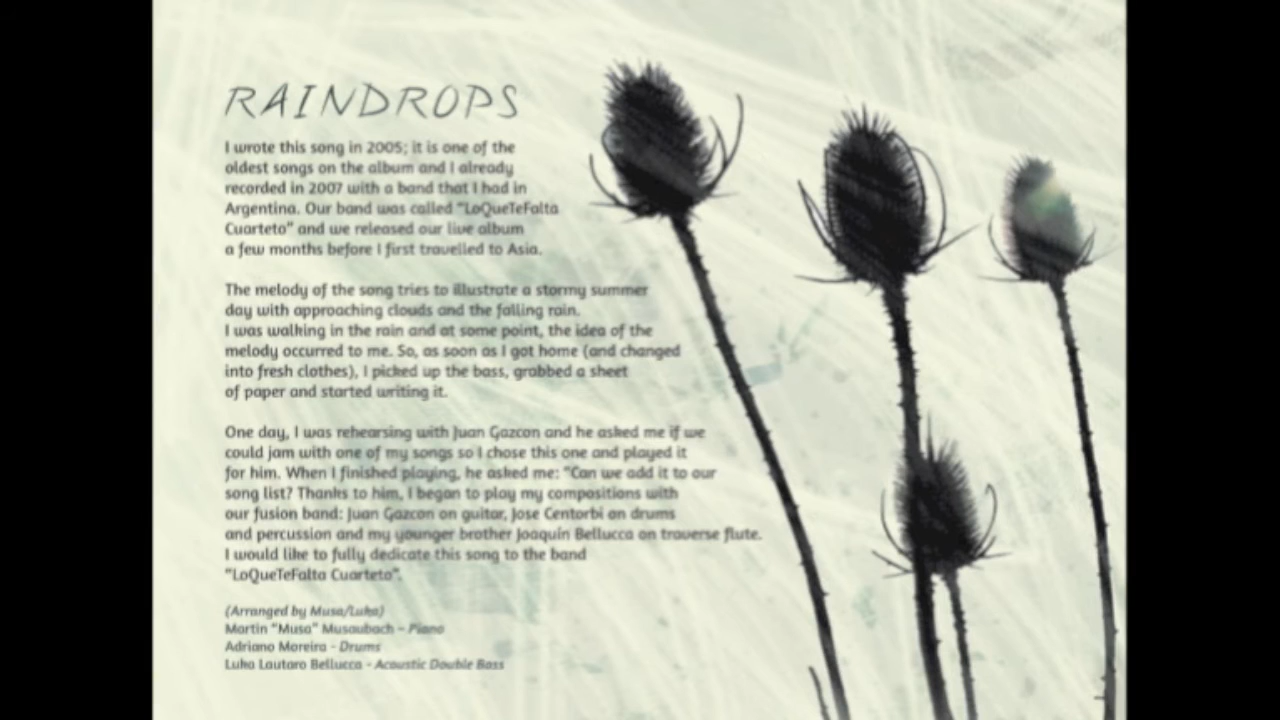 RAINDROPS
I wrote this song in 2005; it is one of the
oldest songs on the album and I already
recorded in 2007 with a band that I had in
Argentina. Our band was called "LoQueTeFalta
Cuarteto" and we released our live album
a few months before I first travelled to Asia.
The melody of the song tries to illustrate a stormy summer
day with approaching clouds and the falling rain.
I was walking in the rain and at some point, the idea of the
melody occurred to me. So, as soon as I got home (and changed
into fresh clothes), I picked up the bass, grabbed a sheet
of paper and started writing it.
One day, I was rehearsing with Juan Gazcon and he asked me if we
could jam with one of my songs so I chose this one and played it
for him. When I finished playing, he asked me: "Can we add it to our
song list? Thanks to him, I began to play my compositions with
our fusion band: Juan Gazcon on guitar, Jose Centorbi on drums
and percussion and my younger brother Joaquín Bellucca on traverse flute.
I would like to fully dedicate this song to the band
"LoQueTeFalta Cuarteto".
(Arranged by Musa/Luka)
Martin "Musa" Musaubach – Piano
Adriano Moreira - Drums
Luka Lautaro Bellucca - Acoustic Double Bass